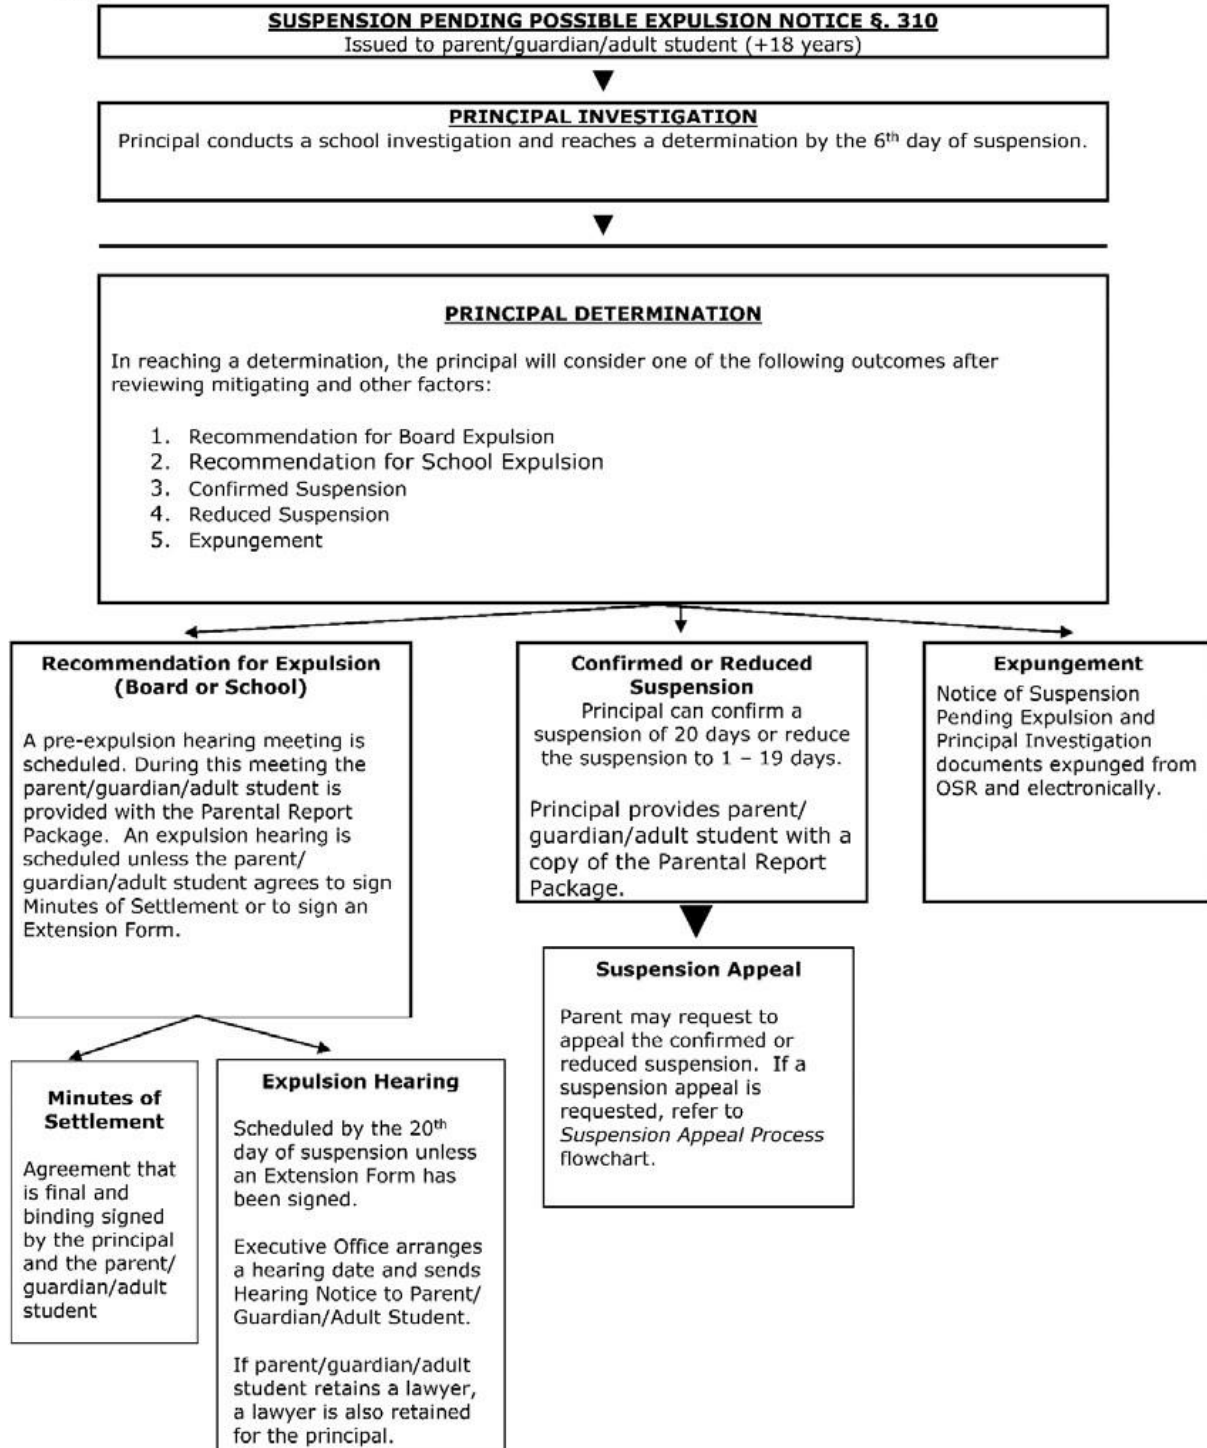 SUSPENSION PENDING POSSIBLE EXPULSION NOTICE §. 310
Issued to parent/guardian/adult student (+18 years)
PRINCIPAL INVESTIGATION
Principal conducts a school investigation and reaches a determination by the 6th day of suspension.
PRINCIPAL DETERMINATION
In reaching a determination, the principal will consider one of the following outcomes after
reviewing mitigating and other factors:
1. Recommendation for Board Expulsion
2. Recommendation for School Expulsion
3. Confirmed Suspension
4. Reduced Suspension
5. Expungement
Recommendation for Expulsion
(Board or School)
A pre-expulsion hearing meeting is
scheduled. During this meeting the
parent/guardian/adult student is
provided with the Parental Report
Package. An expulsion hearing is
scheduled unless the parent/
guardian/adult student agrees to sign
Minutes of Settlement or to sign an
Extension Form.
Confirmed or Reduced
Suspension
Principal can confirm a
suspension of 20 days or reduce
the suspension to 1 – 19 days.
Principal provides parent/
guardian/adult student with a
copy of the Parental Report
Package.
Expungement
Notice of Suspension
Pending Expulsion and
Principal Investigation
documents expunged from
OSR and electronically.
Suspension Appeal
Parent may request to
appeal the confirmed or
reduced suspension. If a
suspension appeal is
requested, refer to
Suspension Appeal Process
flowchart.
Minutes of
Settlement
Agreement that
is final and
binding signed
by the principal
and the parent/
guardian/adult
student
Expulsion Hearing
Scheduled by the 20th
day of suspension unless
an Extension Form has
been signed.
Executive Office arranges
a hearing date and sends
Hearing Notice to Parent/
Guardian/Adult Student.
If parent/guardian/adult
student retains a lawyer,
a lawyer is also retained
for the principal.